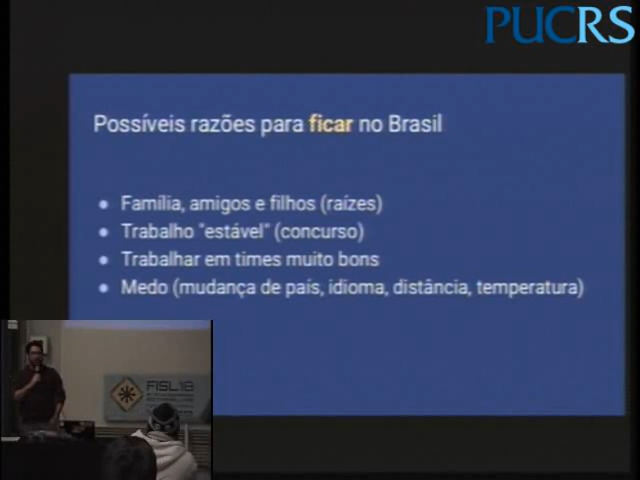 PUCRS
Possíveis razões para ficar no Brasil
• Família, amigos e filhos (raízes)
• Trabalho "estável" (concurso)
• Trabalhar em times muito bons
• Medo (mudança de país, idioma, distância, temperatura)
FISL18